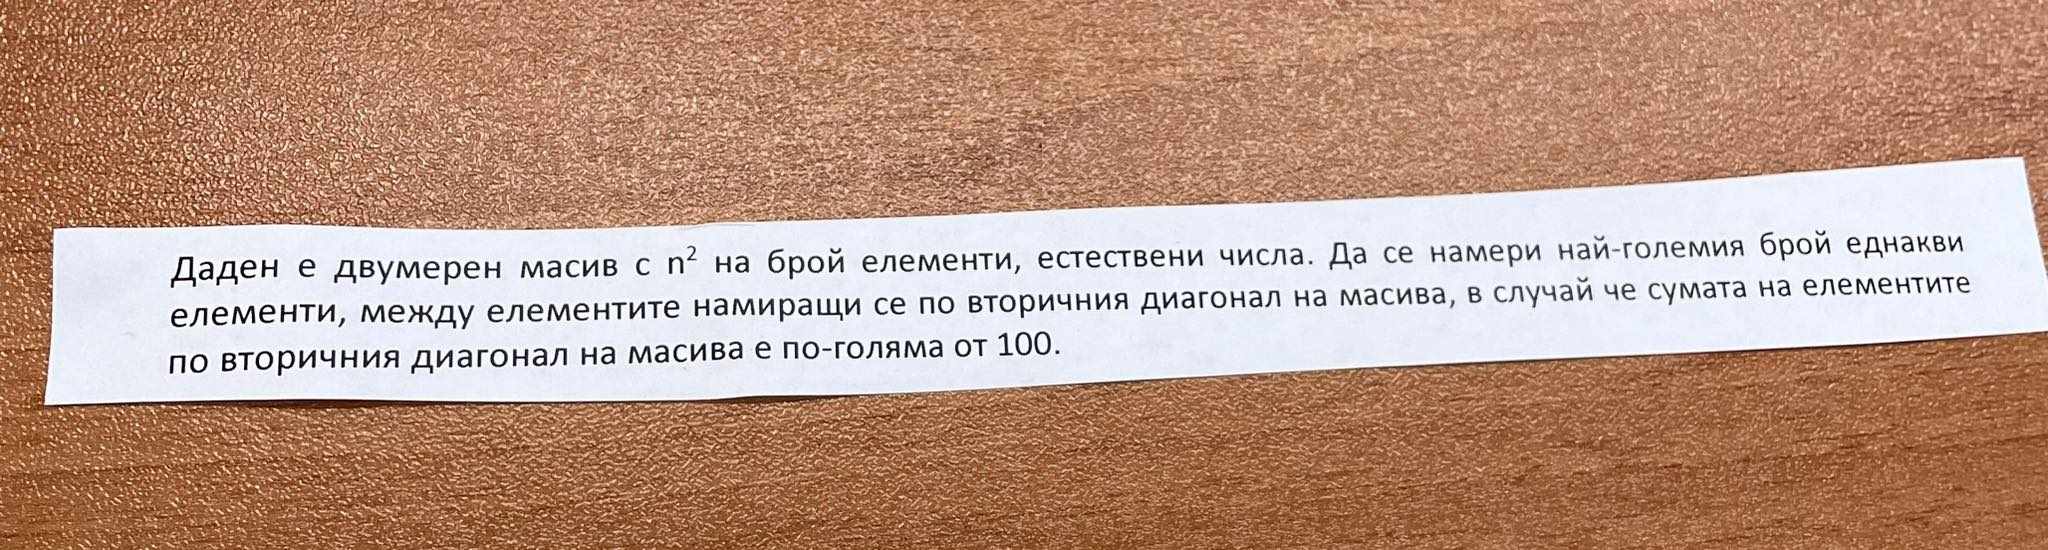 Даден е двумерен масив с n² на брой елементи, естествени числа. Да се намери най-големия брой еднакви
елементи, между елементите намиращи се по вторичния диагонал на масива, в случай че сумата на елементите
по вторичния диагонал на масива е по-голяма от 100.